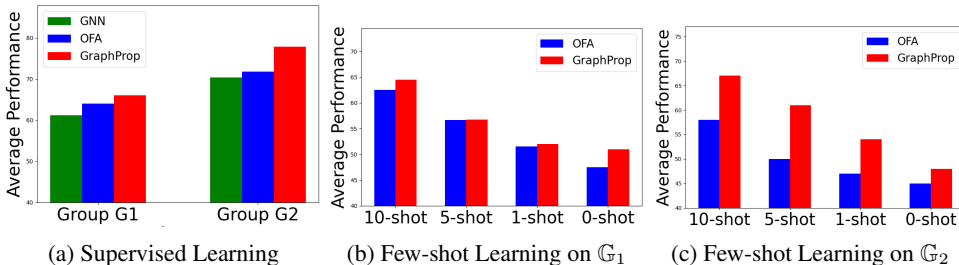 Average Performance
80
70
60
50
40
GNN
OFA
GraphProp
Group G1
Group G2
(a) Supervised Learning
Average Performance
70
65
60
55
50
45
40
OFA
GraphProp
10-shot
5-shot
1-shot
0-shot
(b) Few-shot Learning on 𝔾₁
Average Performance
75
70
65
60
55
50
45
40
OFA
GraphProp
10-shot
5-shot
1-shot
0-shot
(c) Few-shot Learning on 𝔾₂